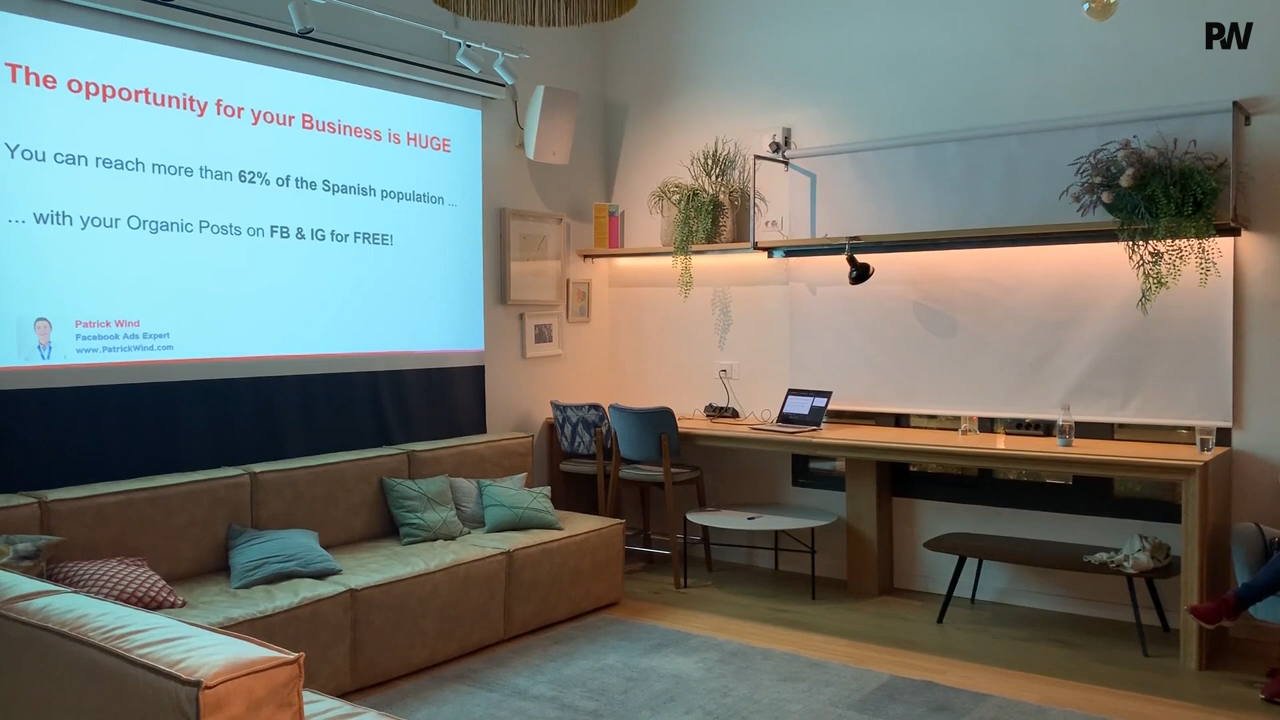 The opportunity for your Business is HUGE
You can reach more than 62% of the Spanish population ...
... with your Organic Posts on FB & IG for FREE!
Patrick Wind
Facebook Ads Expert
www.PatrickWind.com
PW